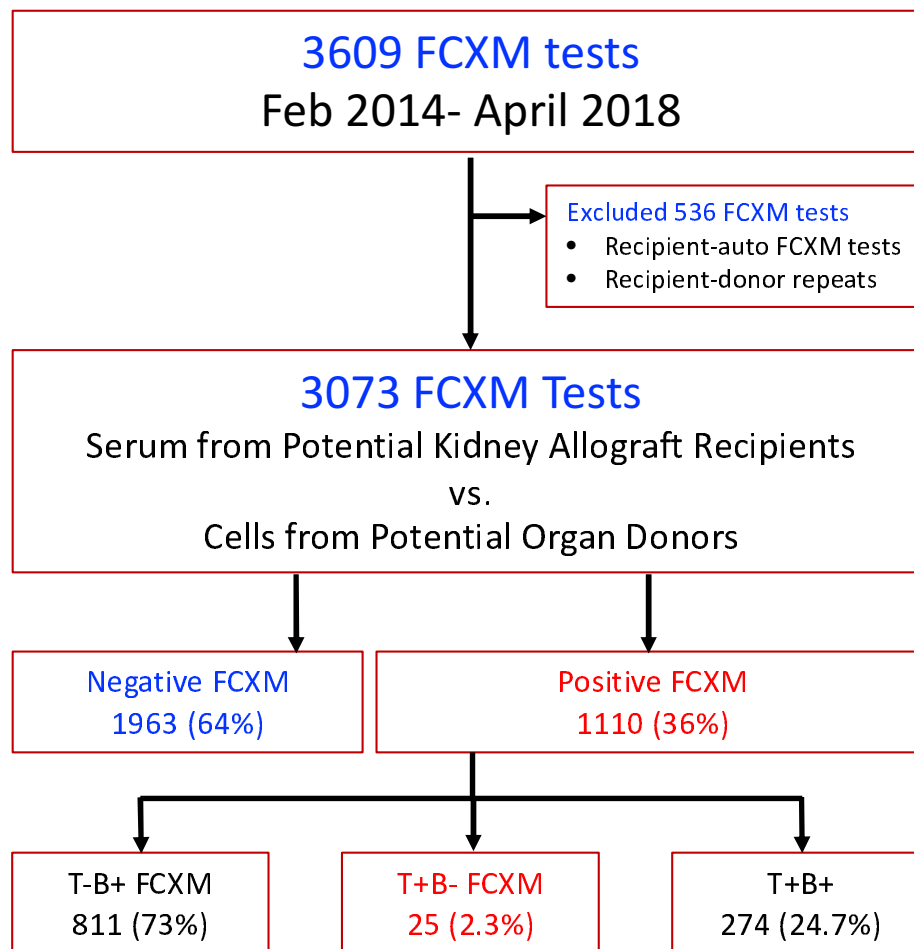 3609 FCXM tests
Feb 2014- April 2018
Excluded 536 FCXM tests
• Recipient-auto FCXM tests
• Recipient-donor repeats
3073 FCXM Tests
Serum from Potential Kidney Allograft Recipients
vs.
Cells from Potential Organ Donors
Negative FCXM
1963 (64%)
Positive FCXM
1110 (36%)
T-B+ FCXM
811 (73%)
T+B- FCXM
25 (2.3%)
T+B+
274 (24.7%)